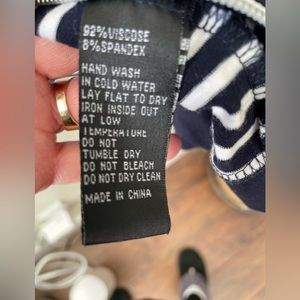 92%VISCOSE
8%SPANDEX
HAND WASH
IN COLD WATER
LAY FLAT TO DRY
IRON INSIDE OUT
AT LOW
TEMPERATURE
DO NOT
TUMBLE DRY
DO NOT BLEACH
DO NOT DRY CLEAN
MADE IN CHINA